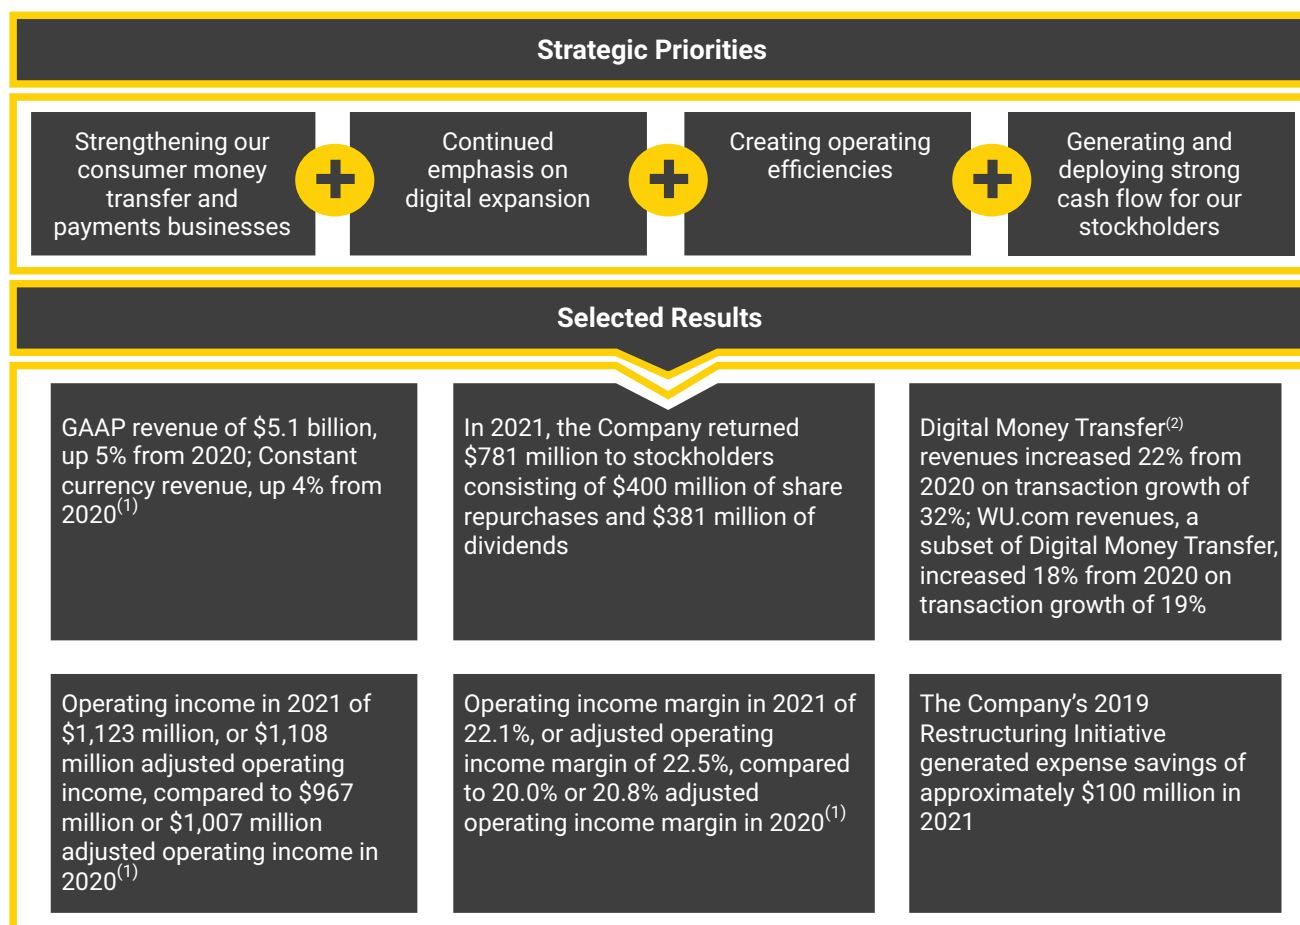 Strategic Priorities
Strengthening our
consumer money
transfer and
payments businesses
Continued
emphasis on
digital expansion
Creating operating
efficiencies
Generating and
deploying strong
cash flow for our
stockholders
Selected Results
GAAP revenue of $5.1 billion,
up 5% from 2020; Constant
currency revenue, up 4% from
2020(1)
In 2021, the Company returned
$781 million to stockholders
consisting of $400 million of share
repurchases and $381 million of
dividends
Digital Money Transfer(2)
revenues increased 22% from
2020 on transaction growth of
32%; WU.com revenues, a
subset of Digital Money Transfer,
increased 18% from 2020 on
transaction growth of 19%
Operating income in 2021 of
$1,123 million, or $1,108
million adjusted operating
income, compared to $967
million or $1,007 million
adjusted operating income in
2020(1)
Operating income margin in 2021 of
22.1%, or adjusted operating
income margin of 22.5%, compared
to 20.0% or 20.8% adjusted
operating income margin in 2020(1)
The Company’s 2019
Restructuring Initiative
generated expense savings of
approximately $100 million in
2021